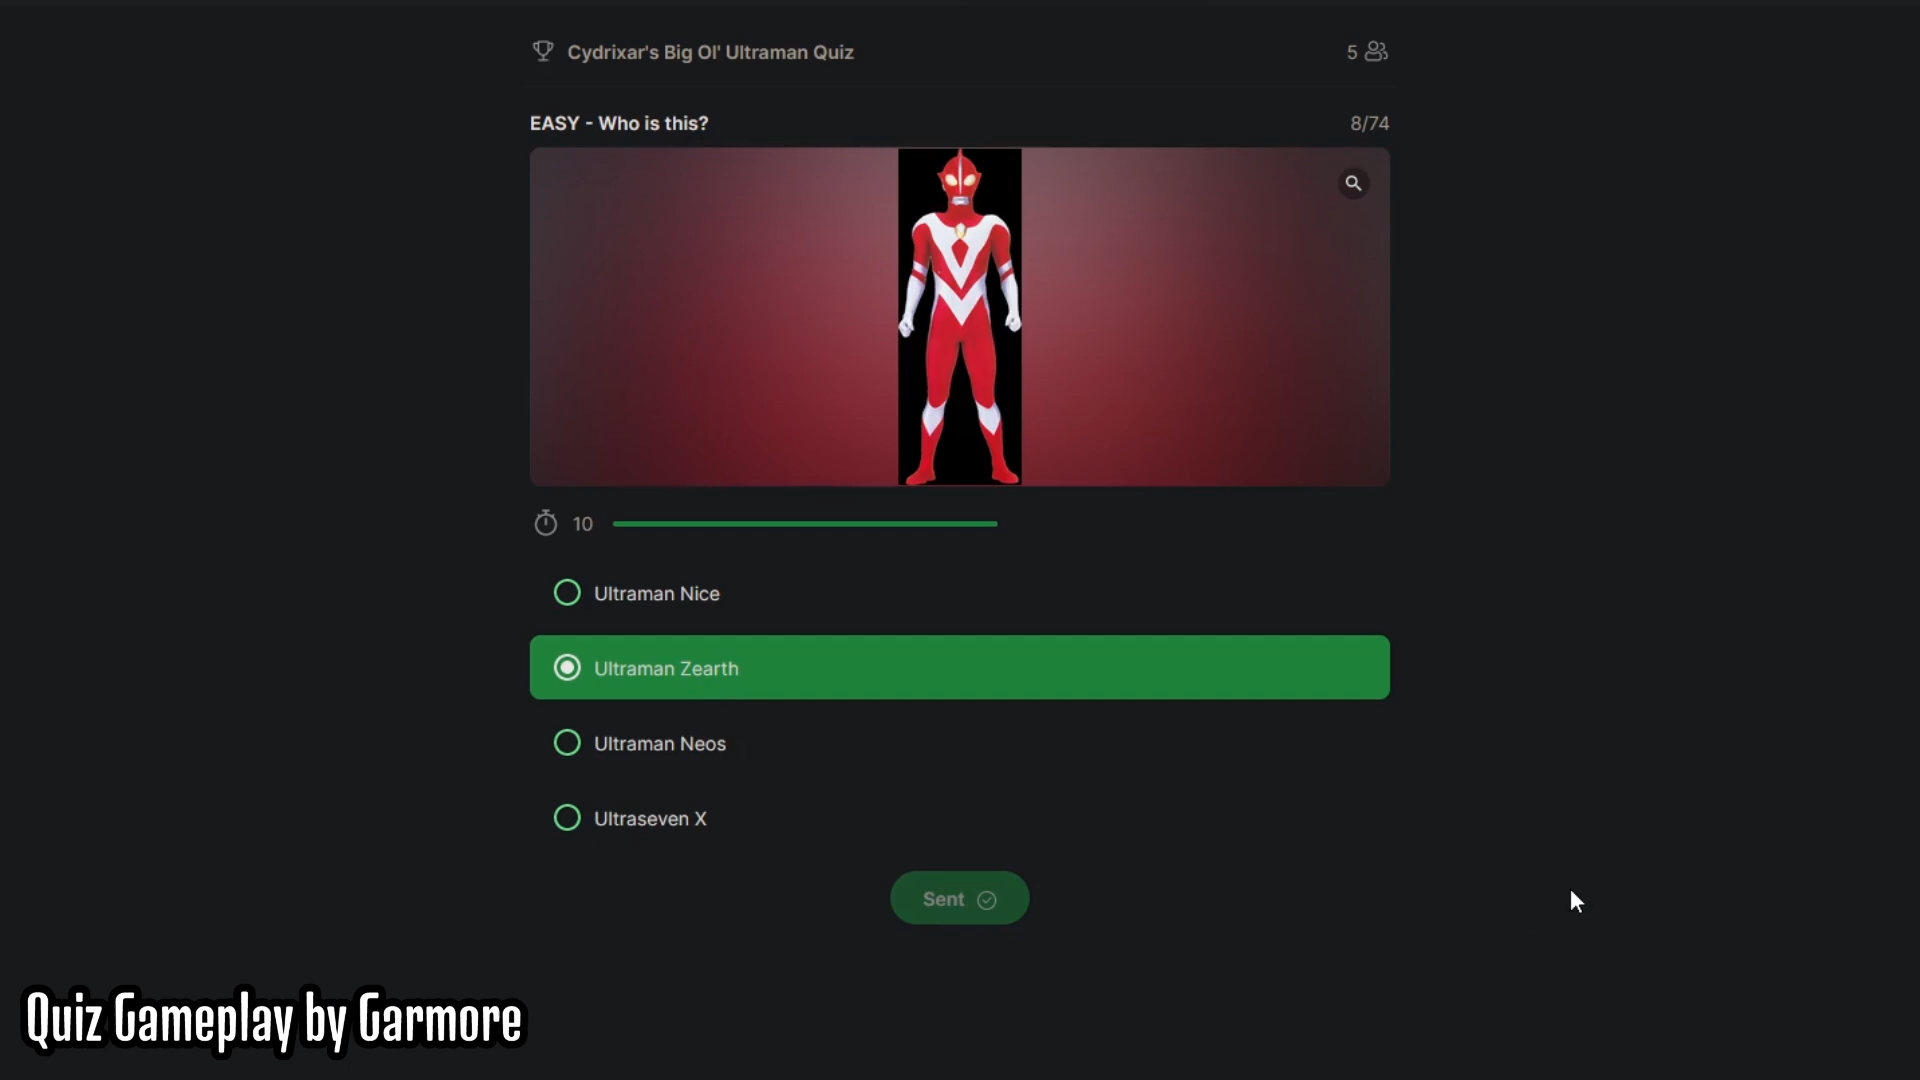 Cydrixar's Big Ol' Ultraman Quiz
5
EASY - Who is this?
8/74
10
Ultraman Nice
Ultraman Zearth
Ultraman Neos
Ultraseven X
Sent
Quiz Gameplay by Garmore